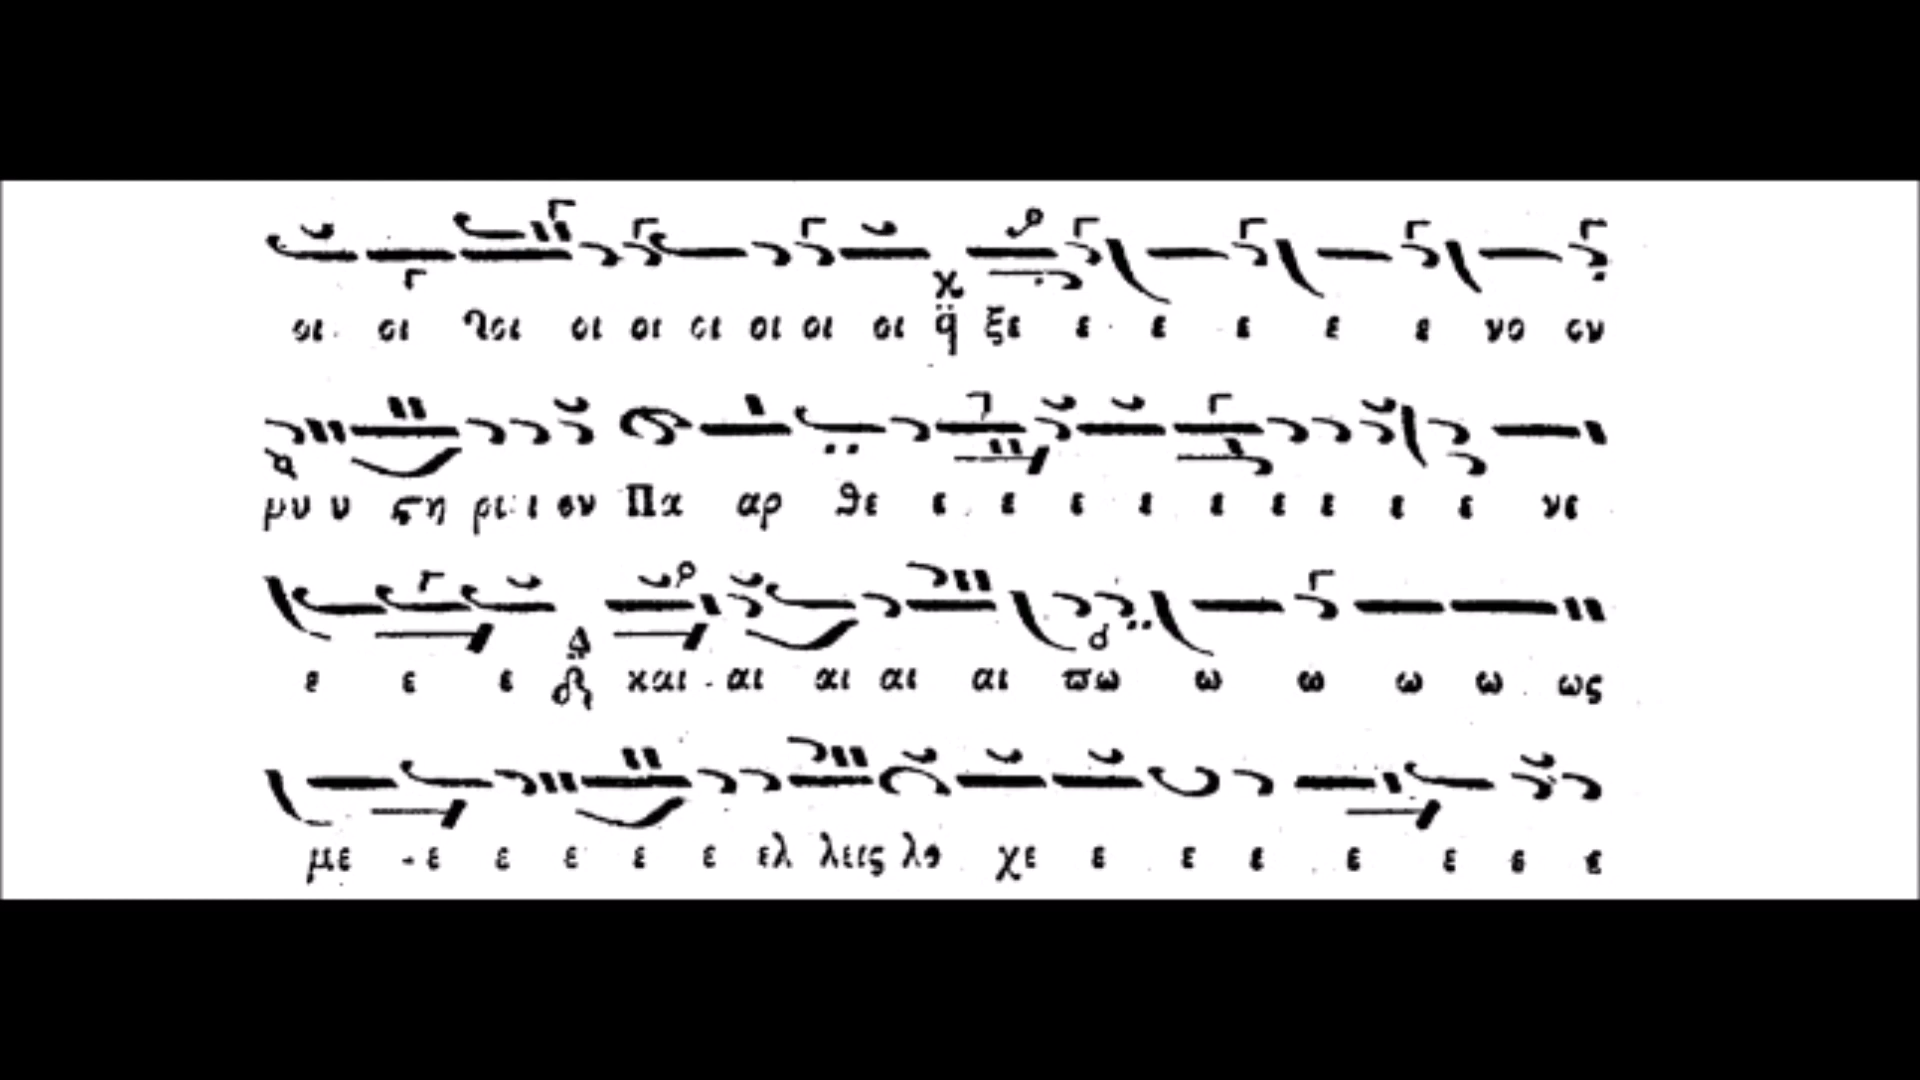 οι οι λοι οι οι οι οι οι οι ξε ε ε ε ε ε νο ον
μυ υ ϛη ρι ι ον Πα αρ θε ε ε ε ε ε ε ε ε ε νε
ε ε ε και αι αι αι αι πω ω ω ω ω ως
με ε ε ε ε ε ελ λεις λο χε ε ε ε ε ε ε ε